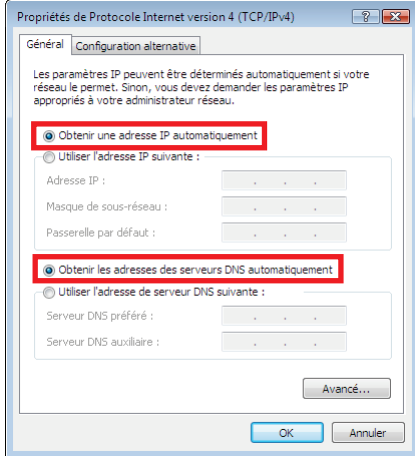 Propriétés de Protocole Internet version 4 (TCP/IPv4)
Général
Configuration alternative
Les paramètres IP peuvent être déterminés automatiquement si votre
réseau le permet. Sinon, vous devez demander les paramètres IP
appropriés à votre administrateur réseau.
Obtenir une adresse IP automatiquement
Utiliser l'adresse IP suivante :
Adresse IP :
Masque de sous-réseau :
Passerelle par défaut :
Obtenir les adresses des serveurs DNS automatiquement
Utiliser l'adresse de serveur DNS suivante :
Serveur DNS préféré :
Serveur DNS auxiliaire :
Avancé...
OK
Annuler